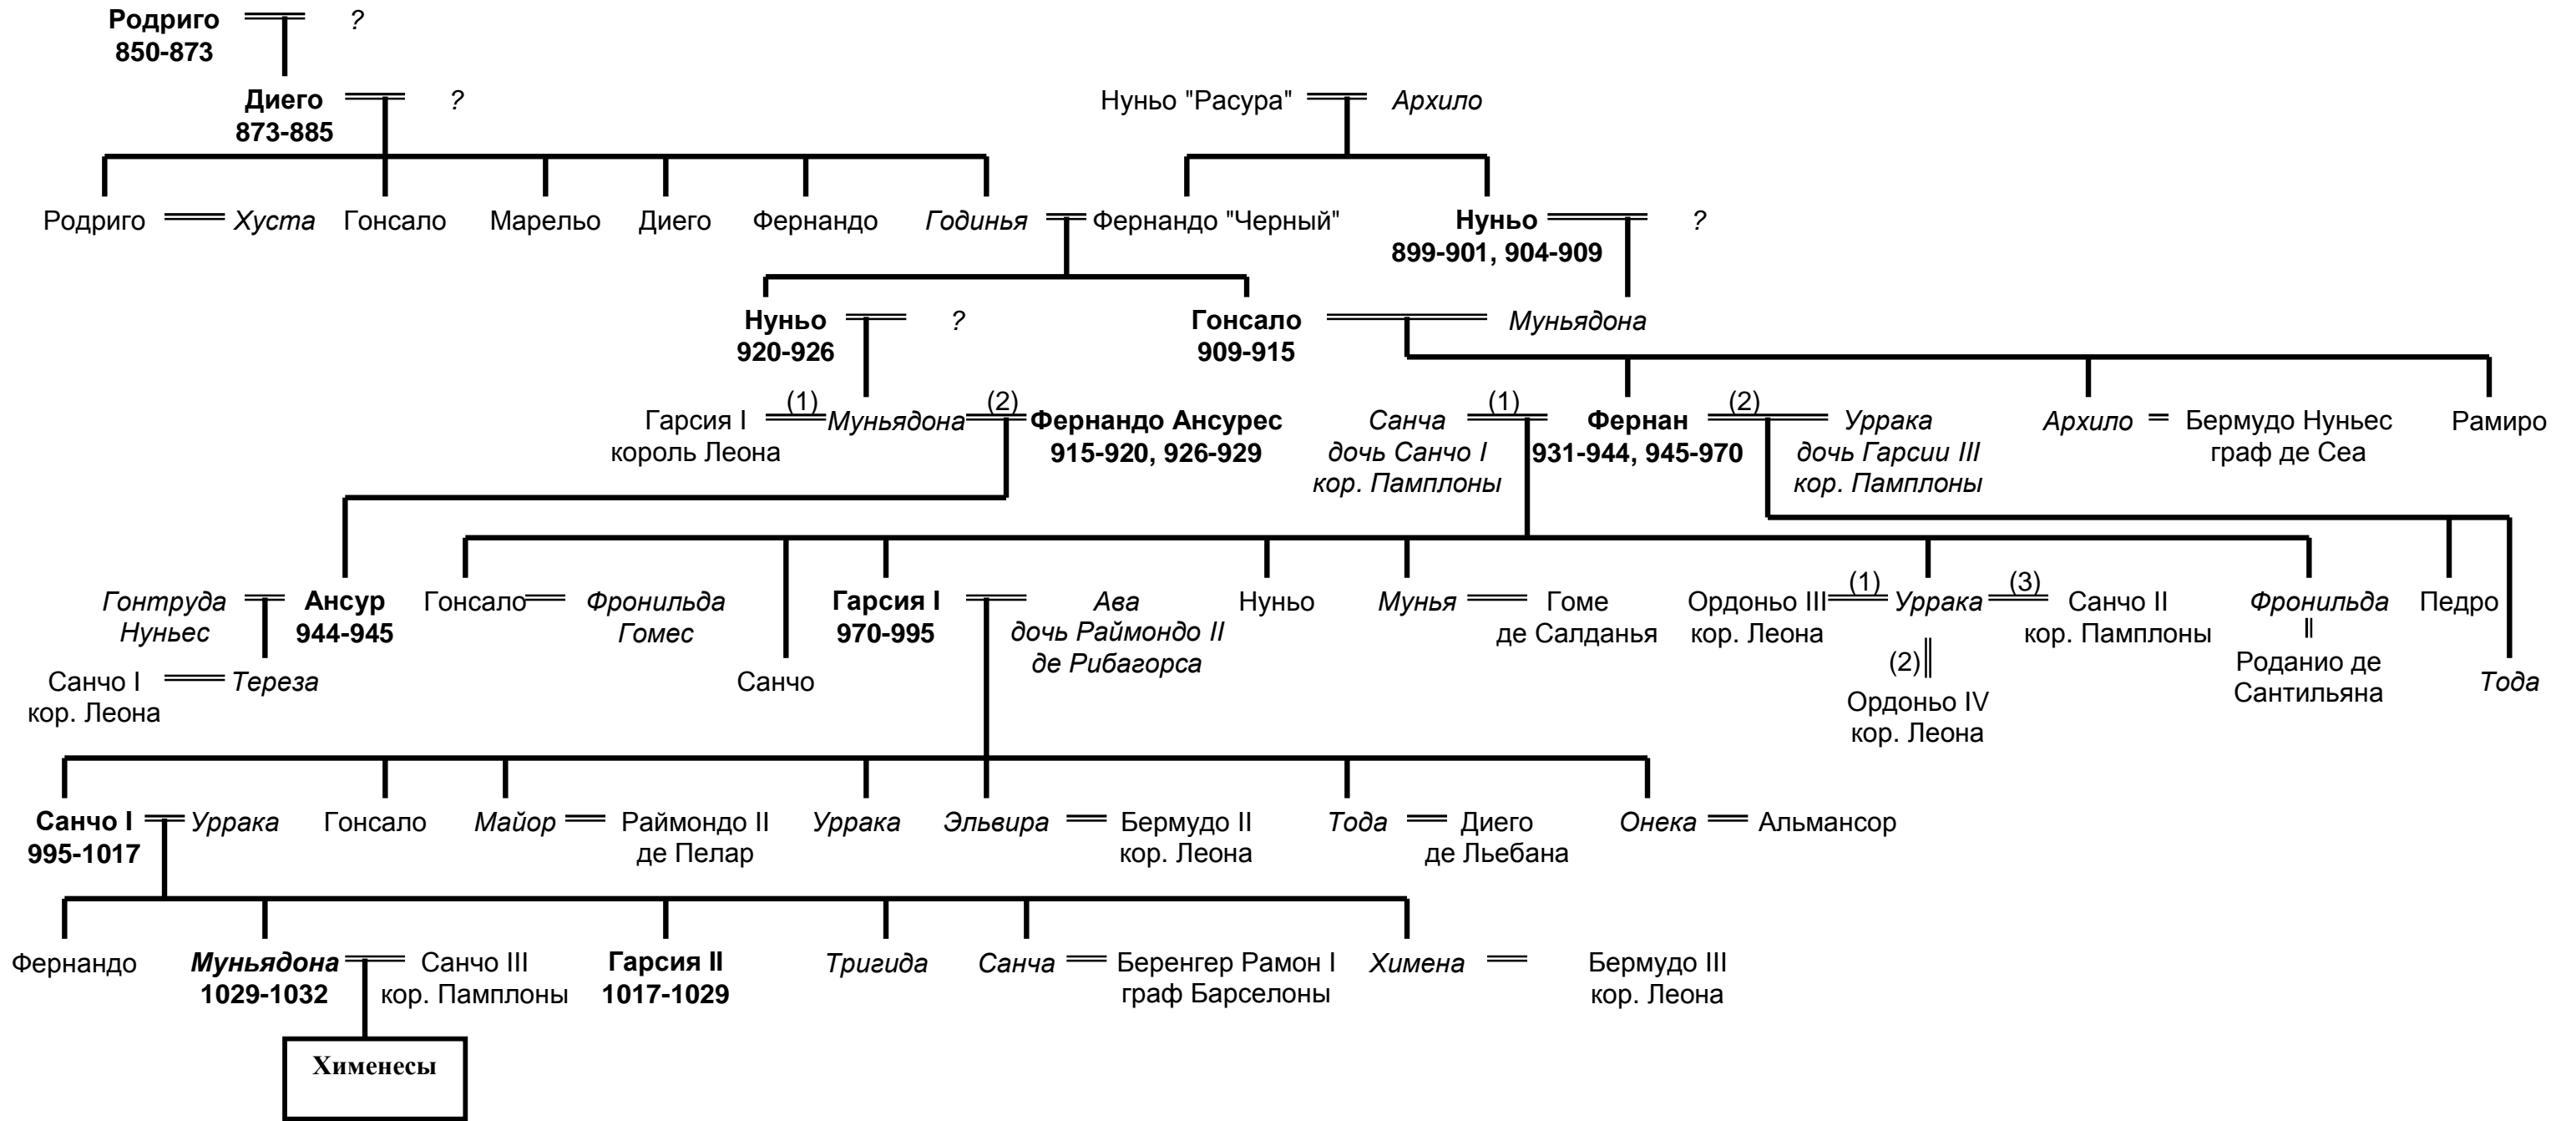 Родриго ?
850-873
Диего ? Нуньо "Расура" Архило
873-885
Родриго Хуста Гонсало Марельо Диего Фернандо Годинья Фернандо "Черный" Нуньо ?
899-901, 904-909
Нуньо ? Гонсало Муньядона
920-926 909-915
(1) (2) (1) (2)
Гарсия I Муньядона Фернандо Ансурес Санча Фернан Уррака Архило Бермудо Нуньес Рамиро
король Леона 915-920, 926-929 дочь Санчо I 931-944, 945-970 дочь Гарсии III граф де Сеа
кор. Памплоны кор. Памплоны
(1) (3)
Гонтруда Ансур Гонсало Фронильда Гарсия I Ава Нуньо Мунья Гоме Ордоньо III Уррака Санчо II Фронильда Педро
Нуньес 944-945 Гомес 970-995 дочь Раймондо II де Салданья кор. Леона кор. Памплоны
де Рибагорса (2) Роданио де
Санчо I Тереза Санчо Сантильяна Тода
кор. Леона Ордоньо IV
кор. Леона
Санчо I Уррака Гонсало Майор Раймондо II Уррака Эльвира Бермудо II Тода Диего Онека Альмансор
995-1017 де Пелар кор. Леона де Льебана
Фернандо Муньядона Санчо III Гарсия II Тригида Санча Беренгер Рамон I Химена Бермудо III
1029-1032 кор. Памплоны 1017-1029 граф Барселоны кор. Леона
Хименесы